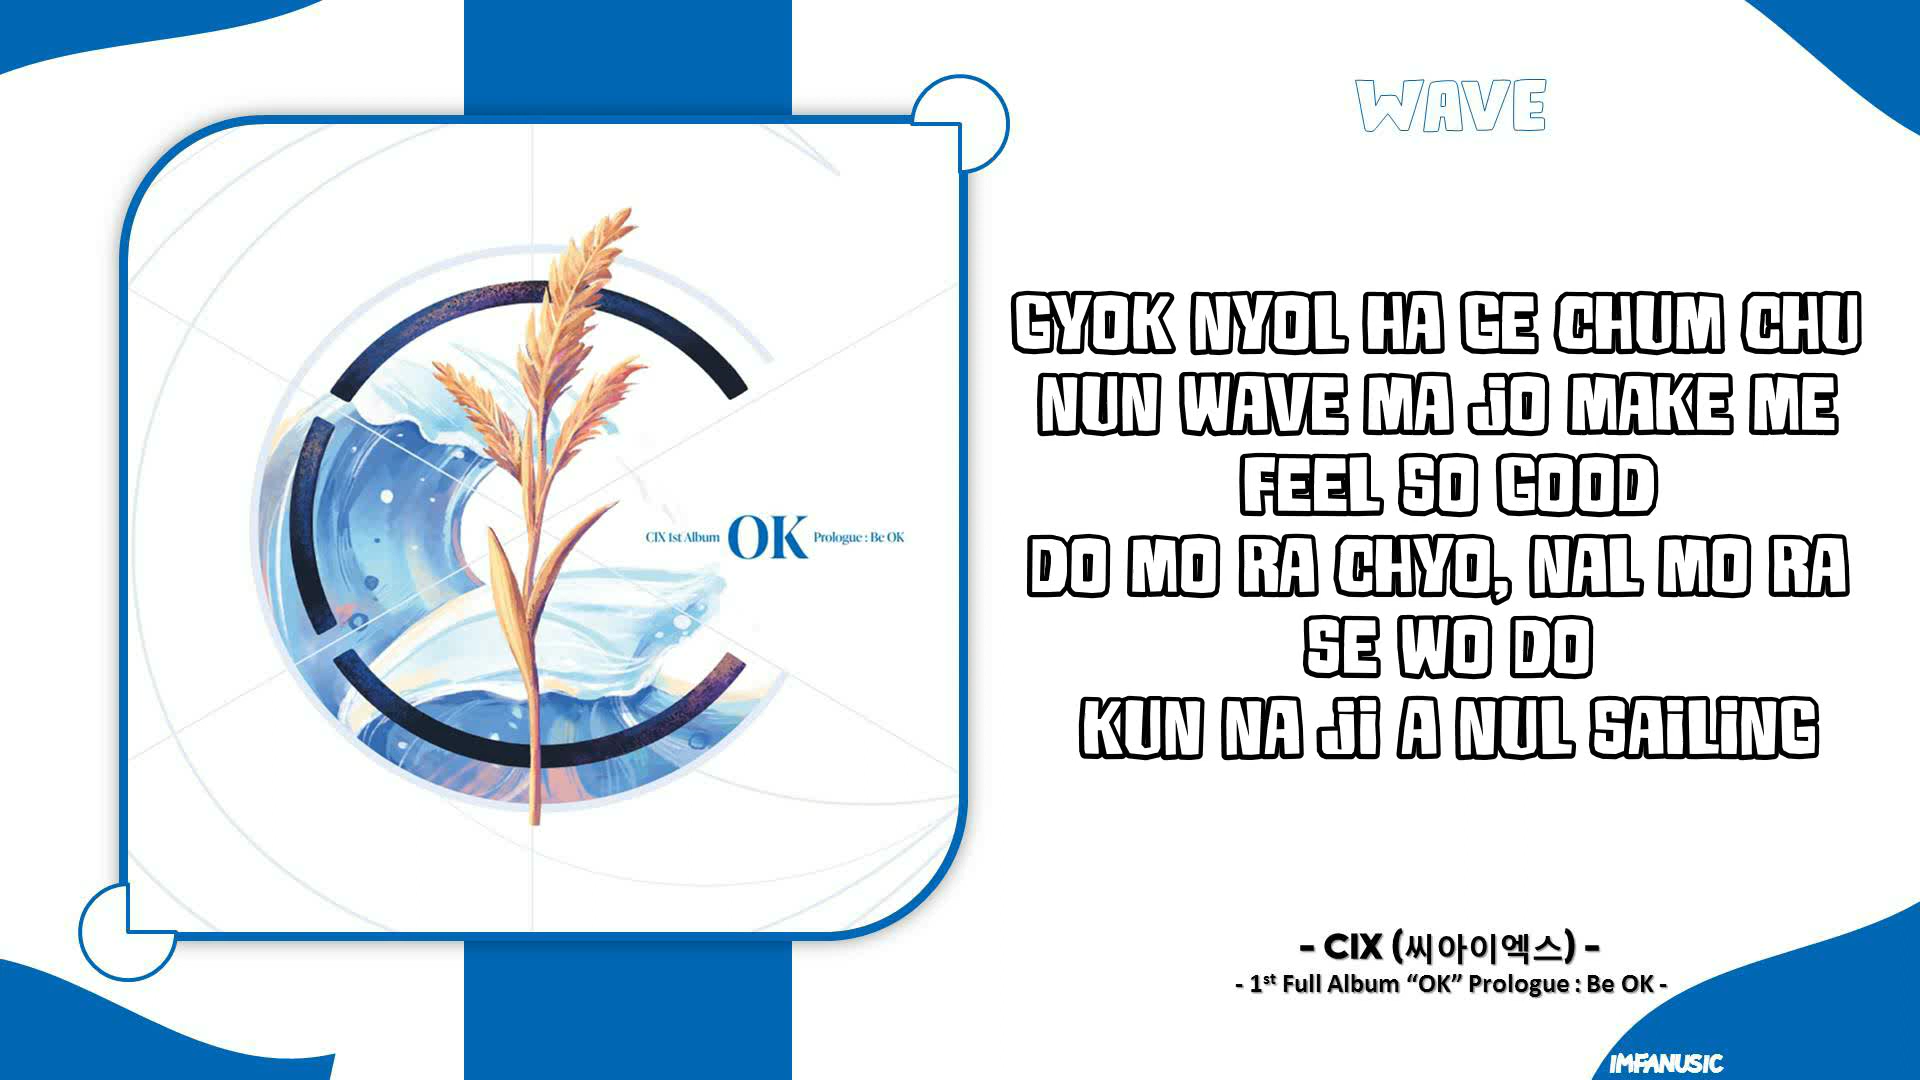 WAVE
GYOK NYOL HA GE CHUM CHU
NUN WAVE MA JO MAKE ME
FEEL SO GOOD
DO MO RA CHYO, NAL MO RA
SE WO DO
KUN NA JI A NUL SAILING
CIX 1st Album OK Prologue : Be OK
- CIX (씨아이엑스) -
- 1st Full Album “OK” Prologue : Be OK -
IMFANUSIC